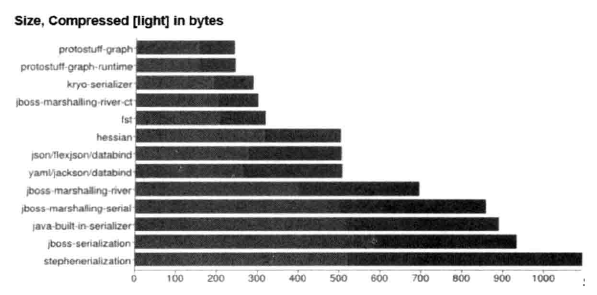 Size, Compressed [light] in bytes
protostuff-graph
protostuff-graph-runtime
kryo-serializer
jboss-marshalling-river-ct
fst
hessian
json/flexjson/databind
yaml/jackson/databind
jboss-marshalling-river
jboss-marshalling-serial
java-built-in-serializer
jboss-serialization
stephenerialization
0 100 200 300 400 500 600 700 800 900 1000